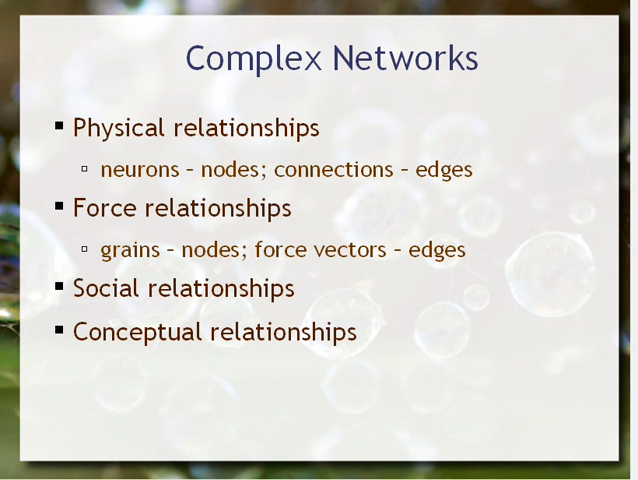 Complex Networks
Physical relationships
neurons – nodes; connections – edges
Force relationships
grains – nodes; force vectors – edges
Social relationships
Conceptual relationships